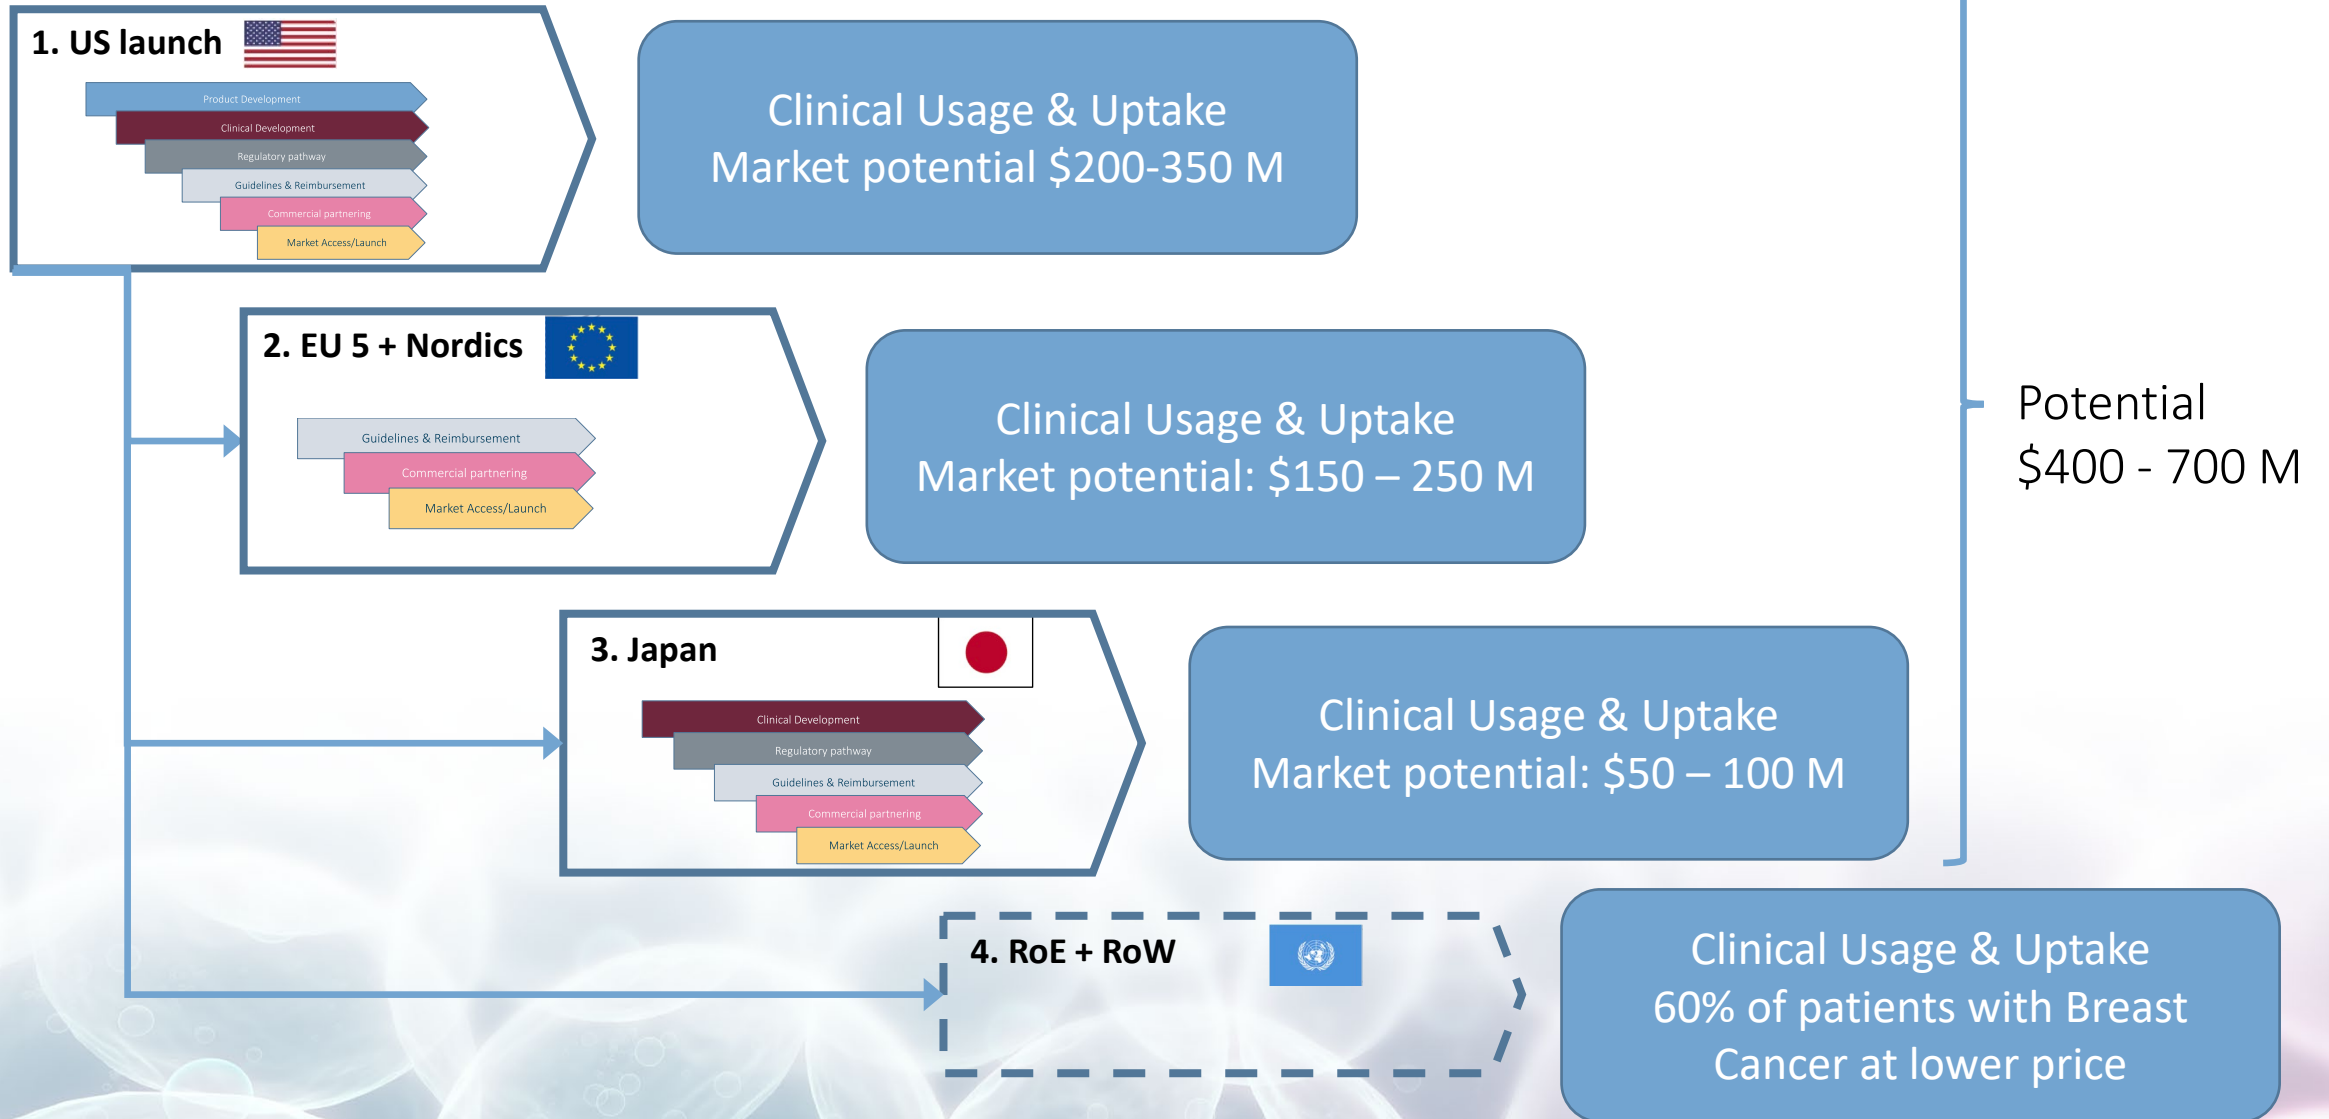 1. US launch
Product Development
Clinical Development
Regulatory pathway
Guidelines & Reimbursement
Commercial partnering
Market Access/Launch
Clinical Usage & Uptake
Market potential $200-350 M
2. EU 5 + Nordics
Guidelines & Reimbursement
Commercial partnering
Market Access/Launch
Clinical Usage & Uptake
Market potential: $150 – 250 M
Potential
$400 - 700 M
3. Japan
Clinical Development
Regulatory pathway
Guidelines & Reimbursement
Commercial partnering
Market Access/Launch
Clinical Usage & Uptake
Market potential: $50 – 100 M
4. RoE + RoW
Clinical Usage & Uptake
60% of patients with Breast
Cancer at lower price